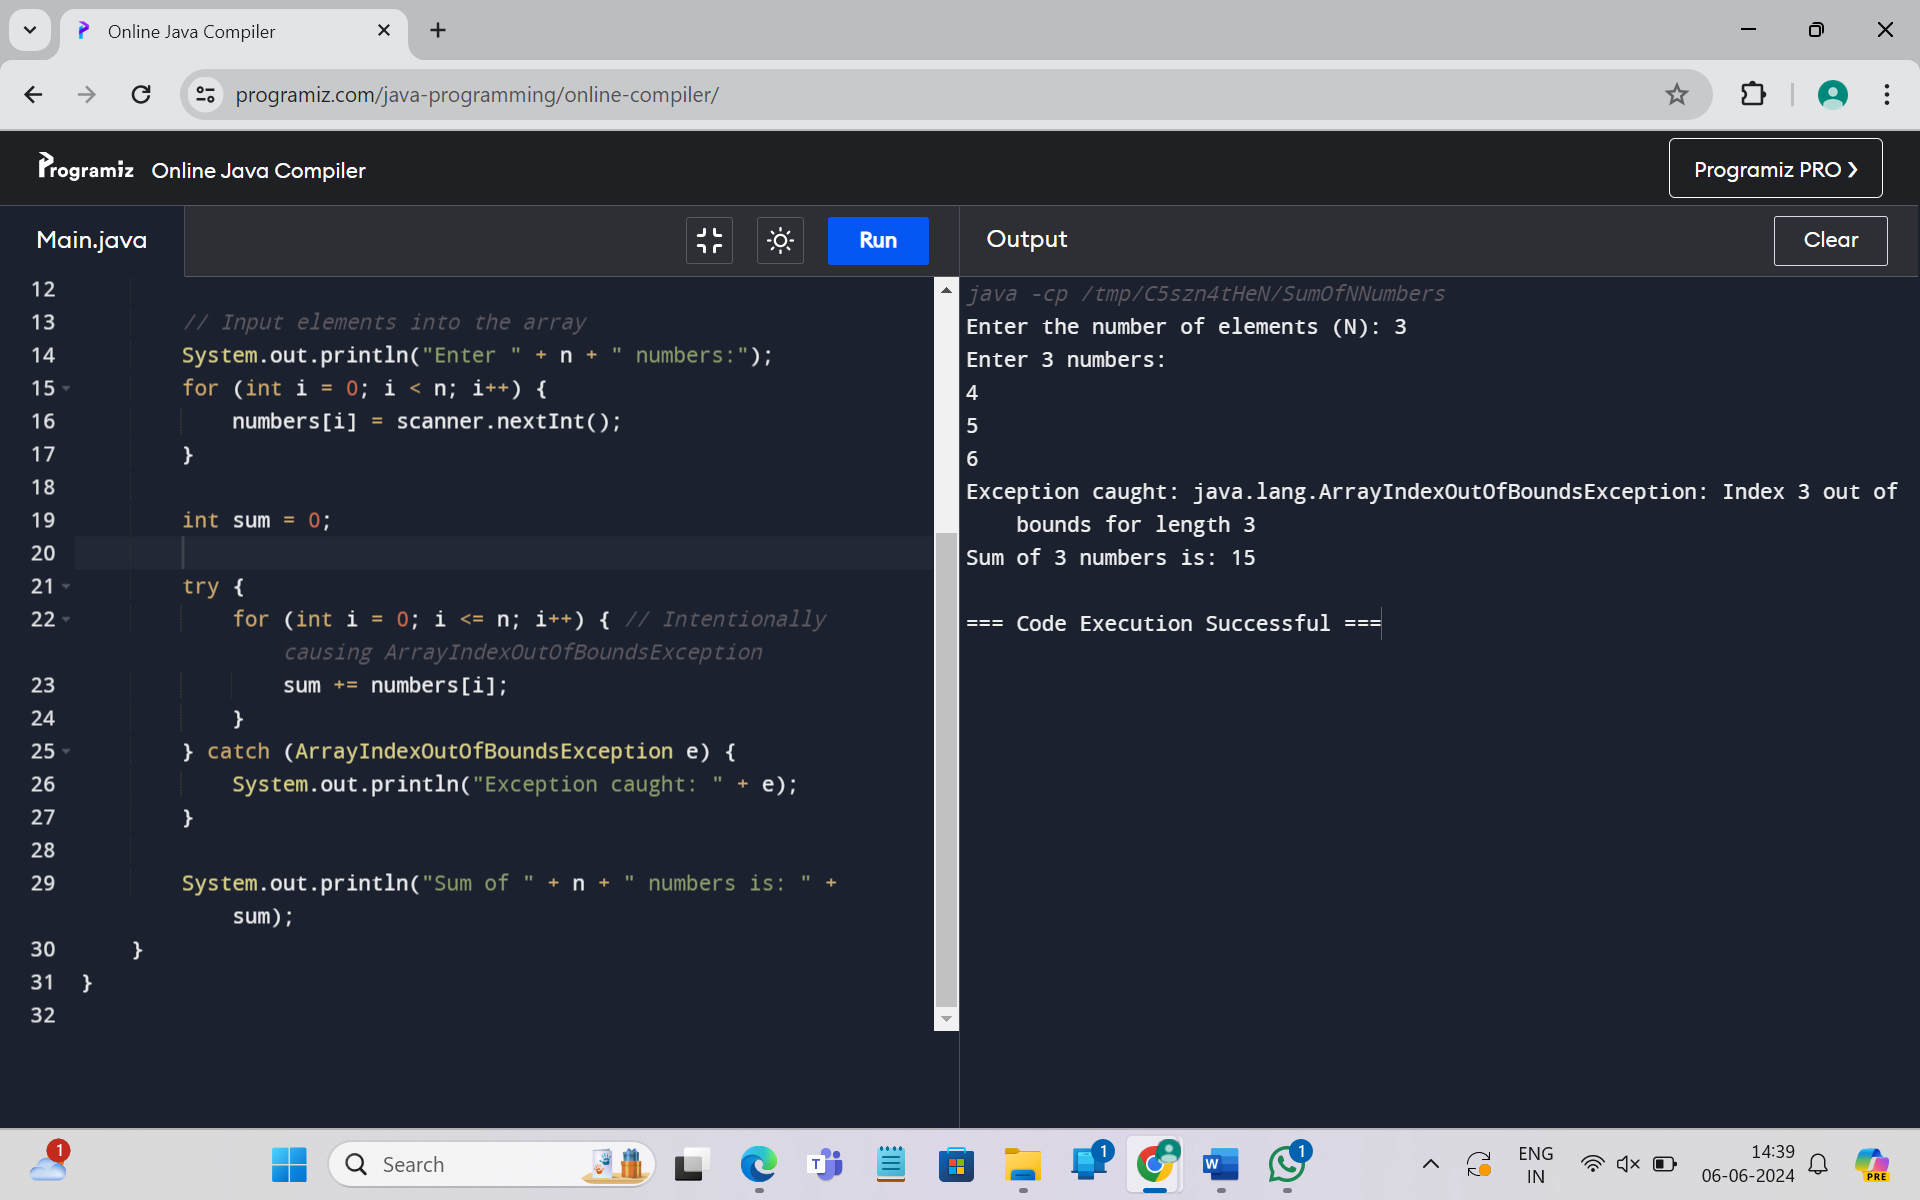 Online Java Compiler
programiz.com/java-programming/online-compiler/
Programiz Online Java Compiler
Programiz PRO ❯
Main.java
Run
Output
Clear
12
13 // Input elements into the array
14 System.out.println("Enter " + n + " numbers:");
15 for (int i = 0; i < n; i++) {
16 numbers[i] = scanner.nextInt();
17 }
18
19 int sum = 0;
20
21 try {
22 for (int i = 0; i <= n; i++) { // Intentionally
causing ArrayIndexOutOfBoundsException
23 sum += numbers[i];
24 }
25 } catch (ArrayIndexOutOfBoundsException e) {
26 System.out.println("Exception caught: " + e);
27 }
28
29 System.out.println("Sum of " + n + " numbers is: " +
sum);
30 }
31 }
32
java -cp /tmp/C5szn4tHeN/SumOfNNumbers
Enter the number of elements (N): 3
Enter 3 numbers:
4
5
6
Exception caught: java.lang.ArrayIndexOutOfBoundsException: Index 3 out of
bounds for length 3
Sum of 3 numbers is: 15
=== Code Execution Successful ===
1
Search
T
1
W
1
ENG
IN
14:39
06-06-2024
PRE